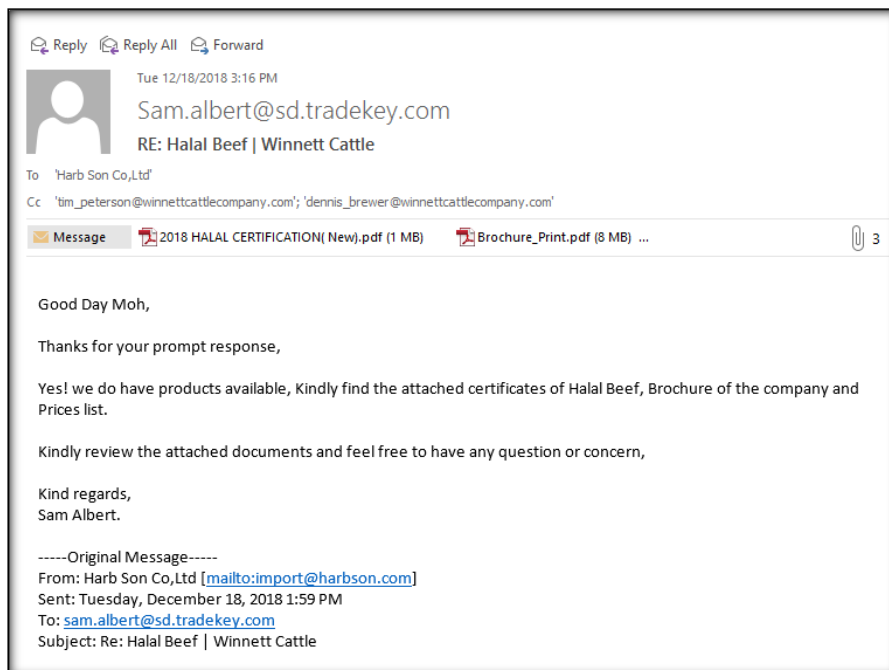 Reply Reply All Forward
Tue 12/18/2018 3:16 PM
Sam.albert@sd.tradekey.com
RE: Halal Beef | Winnett Cattle
To 'Harb Son Co,Ltd'
Cc 'tim_peterson@winnettcattlecompany.com'; 'dennis_brewer@winnettcattlecompany.com'
Message 2018 HALAL CERTIFICATION( New).pdf (1 MB) Brochure_Print.pdf (8 MB) ... 3
Good Day Moh,
Thanks for your prompt response,
Yes! we do have products available, Kindly find the attached certificates of Halal Beef, Brochure of the company and
Prices list.
Kindly review the attached documents and feel free to have any question or concern,
Kind regards,
Sam Albert.
-----Original Message-----
From: Harb Son Co,Ltd [mailto:import@harbson.com]
Sent: Tuesday, December 18, 2018 1:59 PM
To: sam.albert@sd.tradekey.com
Subject: Re: Halal Beef | Winnett Cattle